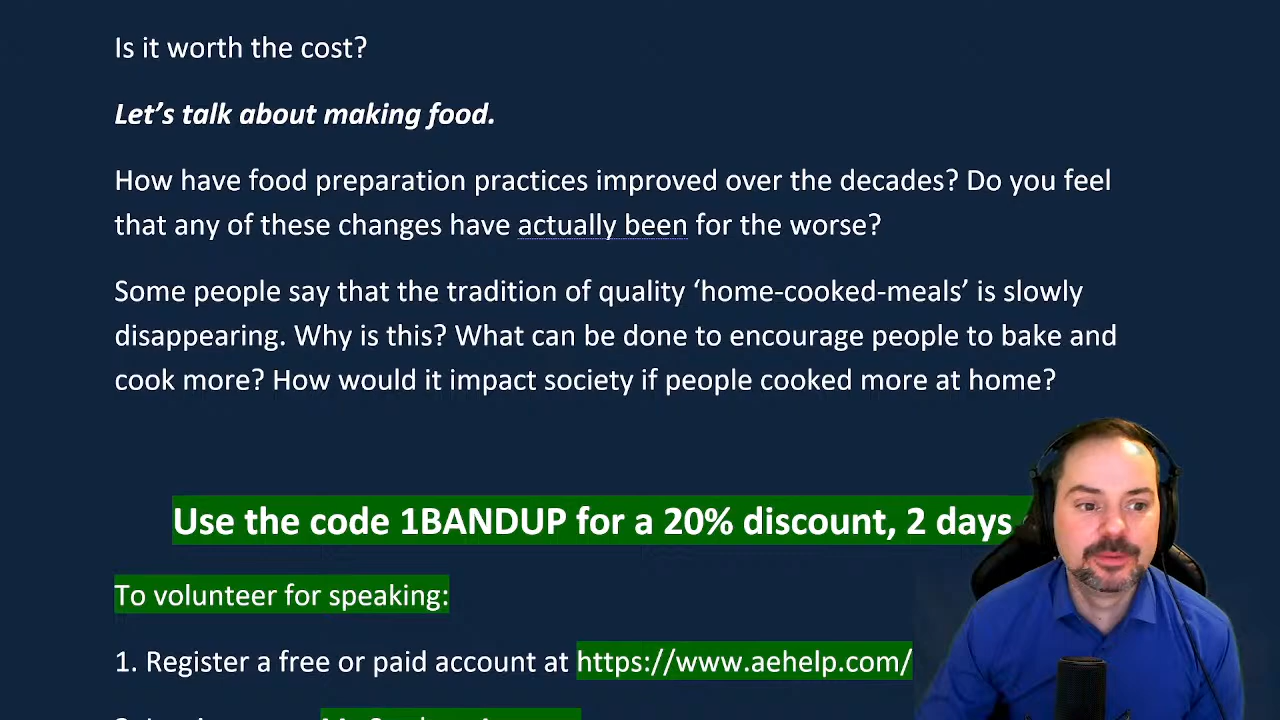 Is it worth the cost?
Let’s talk about making food.
How have food preparation practices improved over the decades? Do you feel
that any of these changes have actually been for the worse?
Some people say that the tradition of quality ‘home-cooked-meals’ is slowly
disappearing. Why is this? What can be done to encourage people to bake and
cook more? How would it impact society if people cooked more at home?
Use the code 1BANDUP for a 20% discount, 2 days
To volunteer for speaking:
1. Register a free or paid account at https://www.aehelp.com/